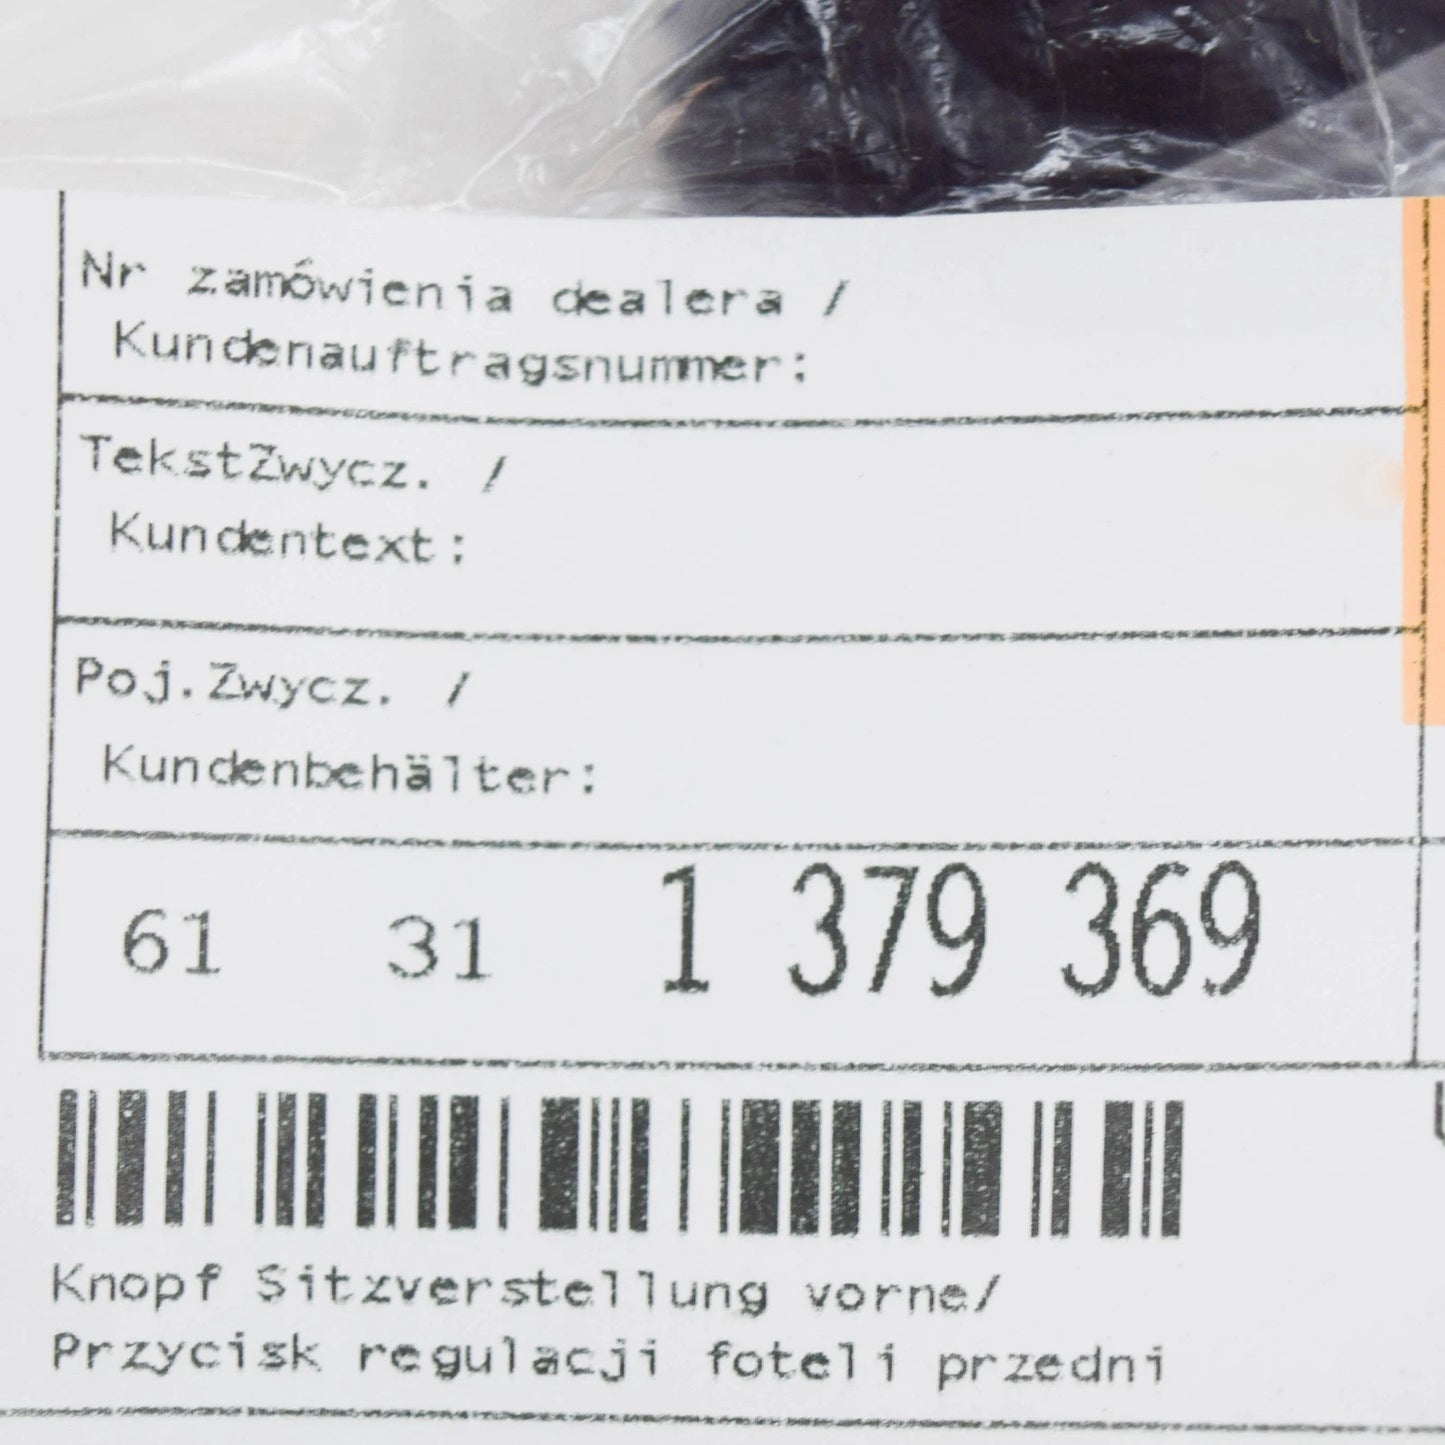 Nr zamówienia dealera /
Kundenauftragsnummer:
TekstZwycz. /
Kundentext:
Poj.Zwycz. /
Kundenbehälter:
61 31 1 379 369
Knopf Sitzverstellung vorne/
Przycisk regulacji foteli przedni